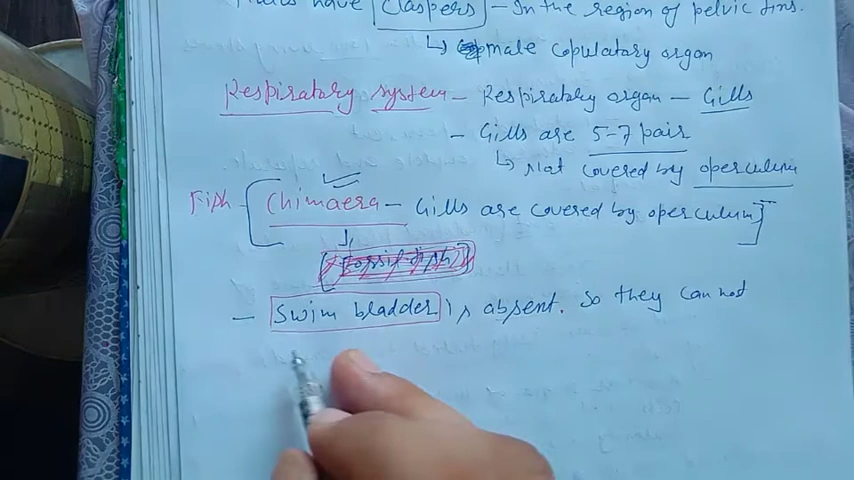 have [Claspers] - In the region of pelvic fins.
↳ male copulatory organ
Respiratory system - Respiratory organ - Gills
- Gills are 5-7 pair
↳ Not covered by operculum
Fish - [Chimaera - Gills are covered by operculum]
- Swim bladder is absent. so they can not